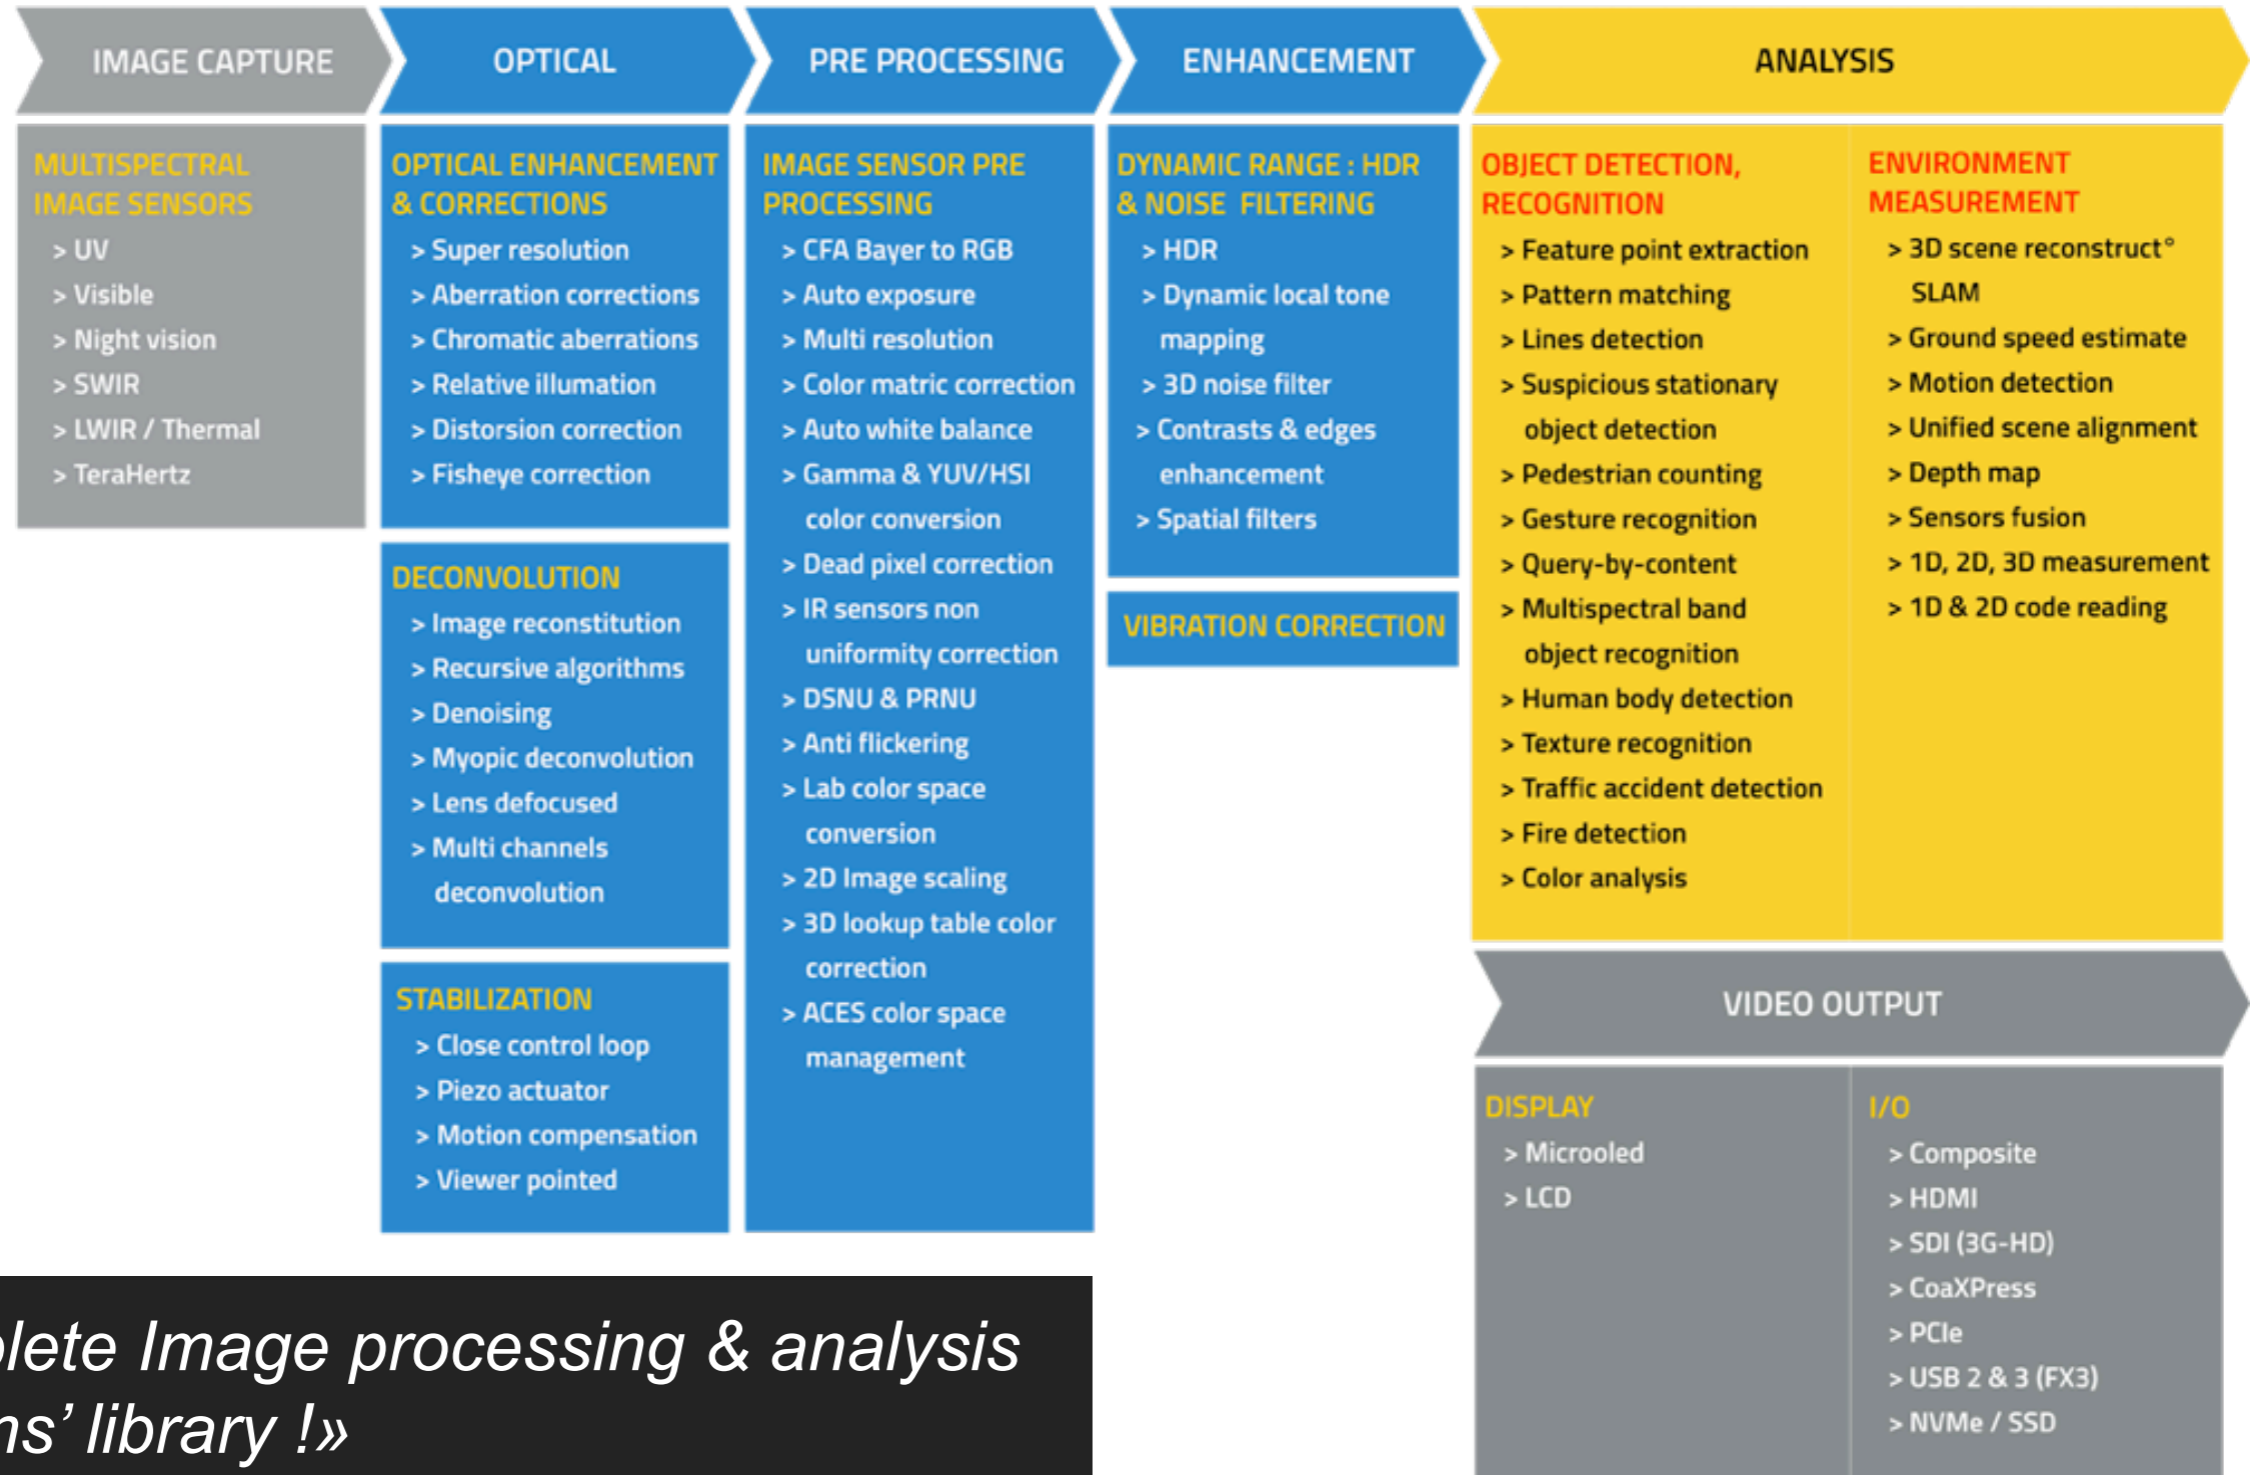 IMAGE CAPTURE
MULTISPECTRAL
IMAGE SENSORS
> UV
> Visible
> Night vision
> SWIR
> LWIR / Thermal
> TeraHertz
OPTICAL
OPTICAL ENHANCEMENT
& CORRECTIONS
> Super resolution
> Aberration corrections
> Chromatic aberrations
> Relative illumation
> Distorsion correction
> Fisheye correction
DECONVOLUTION
> Image reconstitution
> Recursive algorithms
> Denoising
> Myopic deconvolution
> Lens defocused
> Multi channels
deconvolution
STABILIZATION
> Close control loop
> Piezo actuator
> Motion compensation
> Viewer pointed
PRE PROCESSING
IMAGE SENSOR PRE
PROCESSING
> CFA Bayer to RGB
> Auto exposure
> Multi resolution
> Color matric correction
> Auto white balance
> Gamma & YUV/HSI
color conversion
> Dead pixel correction
> IR sensors non
uniformity correction
> DSNU & PRNU
> Anti flickering
> Lab color space
conversion
> 2D Image scaling
> 3D lookup table color
correction
> ACES color space
management
ENHANCEMENT
DYNAMIC RANGE : HDR
& NOISE FILTERING
> HDR
> Dynamic local tone
mapping
> 3D noise filter
> Contrasts & edges
enhancement
> Spatial filters
VIBRATION CORRECTION
ANALYSIS
OBJECT DETECTION,
RECOGNITION
> Feature point extraction
> Pattern matching
> Lines detection
> Suspicious stationary
object detection
> Pedestrian counting
> Gesture recognition
> Query-by-content
> Multispectral band
object recognition
> Human body detection
> Texture recognition
> Traffic accident detection
> Fire detection
> Color analysis
ENVIRONMENT
MEASUREMENT
> 3D scene reconstruct°
SLAM
> Ground speed estimate
> Motion detection
> Unified scene alignment
> Depth map
> Sensors fusion
> 1D, 2D, 3D measurement
> 1D & 2D code reading
VIDEO OUTPUT
DISPLAY
> Microoled
> LCD
I/O
> Composite
> HDMI
> SDI (3G-HD)
> CoaXPress
> PCIe
> USB 2 & 3 (FX3)
> NVMe / SSD
Image processing & analysis
library !»